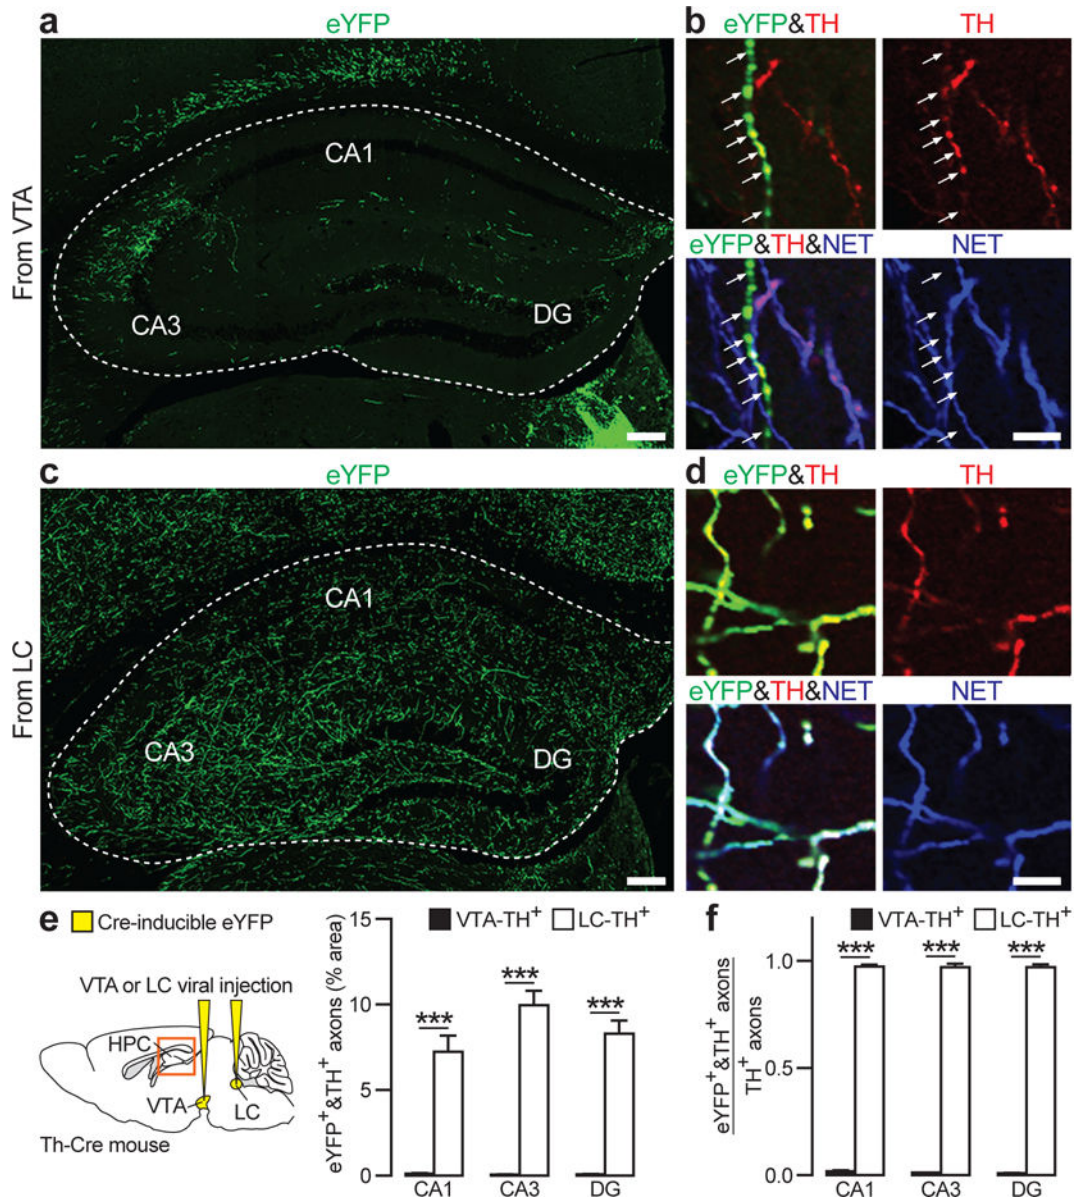 a
eYFP
From VTA
CA1
CA3
DG
b
eYFP&TH
TH
eYFP&TH&NET
NET
c
eYFP
From LC
CA1
CA3
DG
d
eYFP&TH
TH
eYFP&TH&NET
NET
e
Cre-inducible eYFP
VTA or LC viral injection
HPC
VTA
LC
Th-Cre mouse
VTA-TH⁺
LC-TH⁺
eYFP⁺&TH⁺ axons (% area)
15
10
5
0
***
***
***
CA1
CA3
DG
f
VTA-TH⁺
LC-TH⁺
eYFP⁺&TH⁺ axons
TH⁺ axons
1.0
0.5
0.0
***
***
***
CA1
CA3
DG